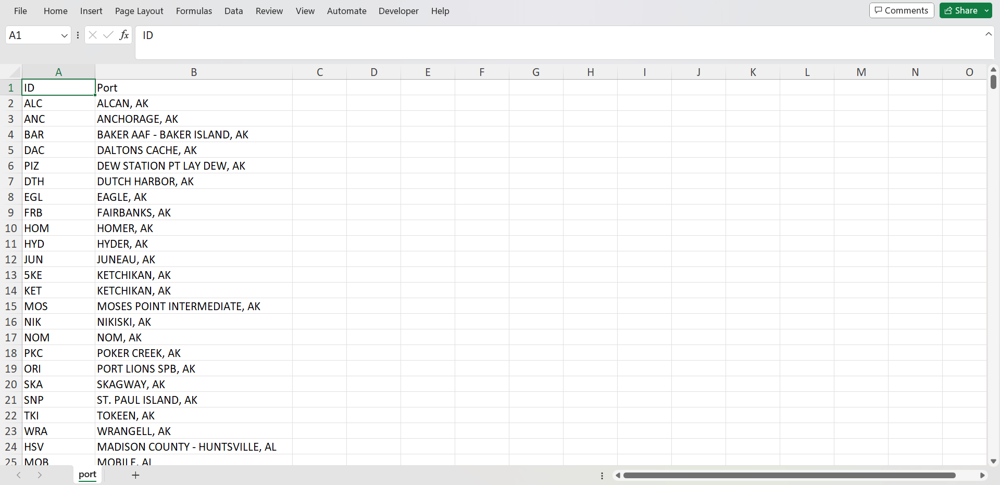 File Home Insert Page Layout Formulas Data Review View Automate Developer Help Comments Share
A1 fx ID
A B C D E F G H I J K L M N O
1 ID Port
2 ALC ALCAN, AK
3 ANC ANCHORAGE, AK
4 BAR BAKER AAF - BAKER ISLAND, AK
5 DAC DALTONS CACHE, AK
6 PIZ DEW STATION PT LAY DEW, AK
7 DTH DUTCH HARBOR, AK
8 EGL EAGLE, AK
9 FRB FAIRBANKS, AK
10 HOM HOMER, AK
11 HYD HYDER, AK
12 JUN JUNEAU, AK
13 5KE KETCHIKAN, AK
14 KET KETCHIKAN, AK
15 MOS MOSES POINT INTERMEDIATE, AK
16 NIK NIKISKI, AK
17 NOM NOM, AK
18 PKC POKER CREEK, AK
19 ORI PORT LIONS SPB, AK
20 SKA SKAGWAY, AK
21 SNP ST. PAUL ISLAND, AK
22 TKI TOKEEN, AK
23 WRA WRANGELL, AK
24 HSV MADISON COUNTY - HUNTSVILLE, AL
25 MOB MOBILE, AL
port